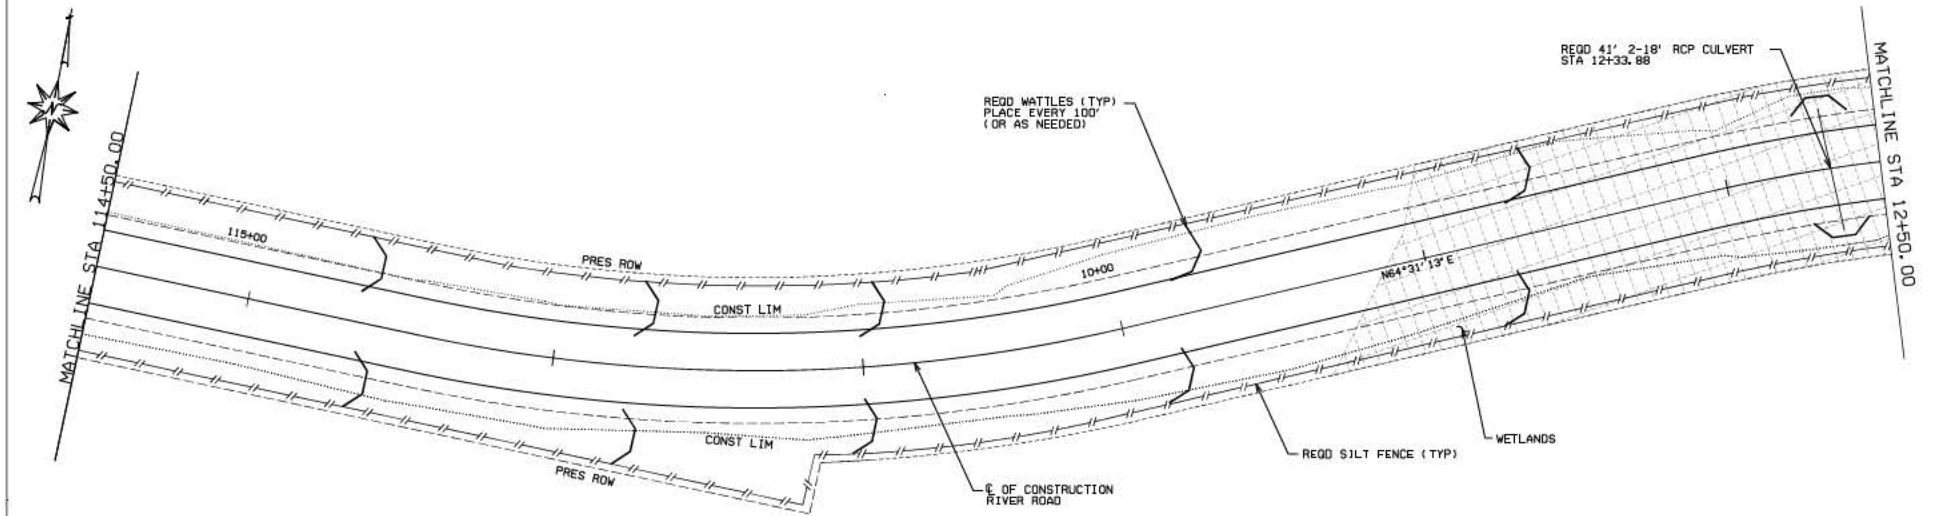 N
MATCHLINE STA 114+50.00
115+00
PRES ROW
CONST LIM
CONST LIM
PRES ROW
REQD WATTLES (TYP)
PLACE EVERY 100'
(OR AS NEEDED)
10+00
N64°31'13"E
REQD 41' 2-18' RCP CULVERT
STA 12+33.88
MATCHLINE STA 12+50.00
WETLANDS
REQD SILT FENCE (TYP)
℄ OF CONSTRUCTION
RIVER ROAD